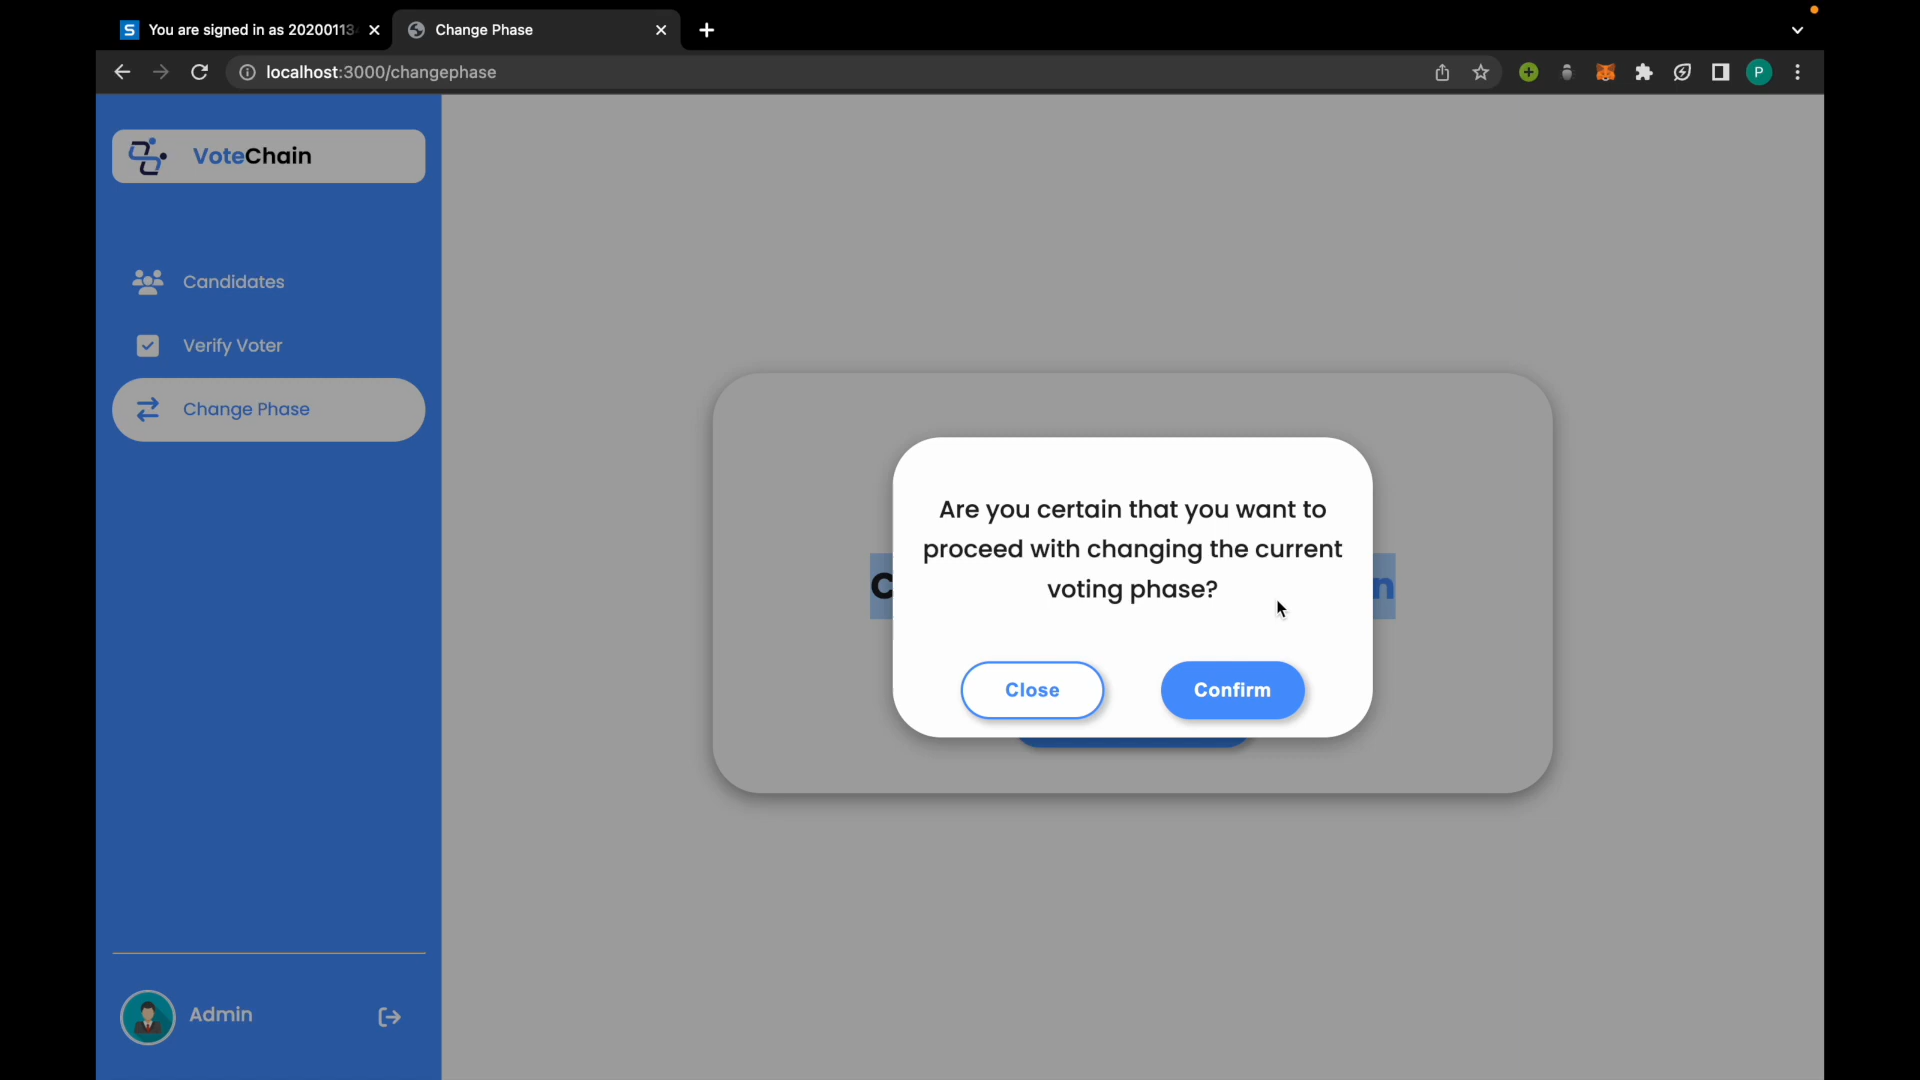 You are signed in as 20200113
Change Phase
localhost:3000/changephase
P
VoteChain
Candidates
Verify Voter
Change Phase
Are you certain that you want to
proceed with changing the current
voting phase?
Close
Confirm
Admin